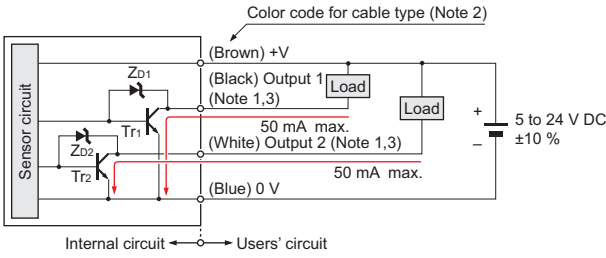 Color code for cable type (Note 2)
(Brown) +V
(Black) Output 1
(Note 1,3)
Load
Load
ZD1
Tr1
50 mA max.
(White) Output 2 (Note 1,3)
ZD2
Tr2
50 mA max.
(Blue) 0 V
Sensor circuit
+
–
5 to 24 V DC
±10 %
Internal circuit
Users' circuit